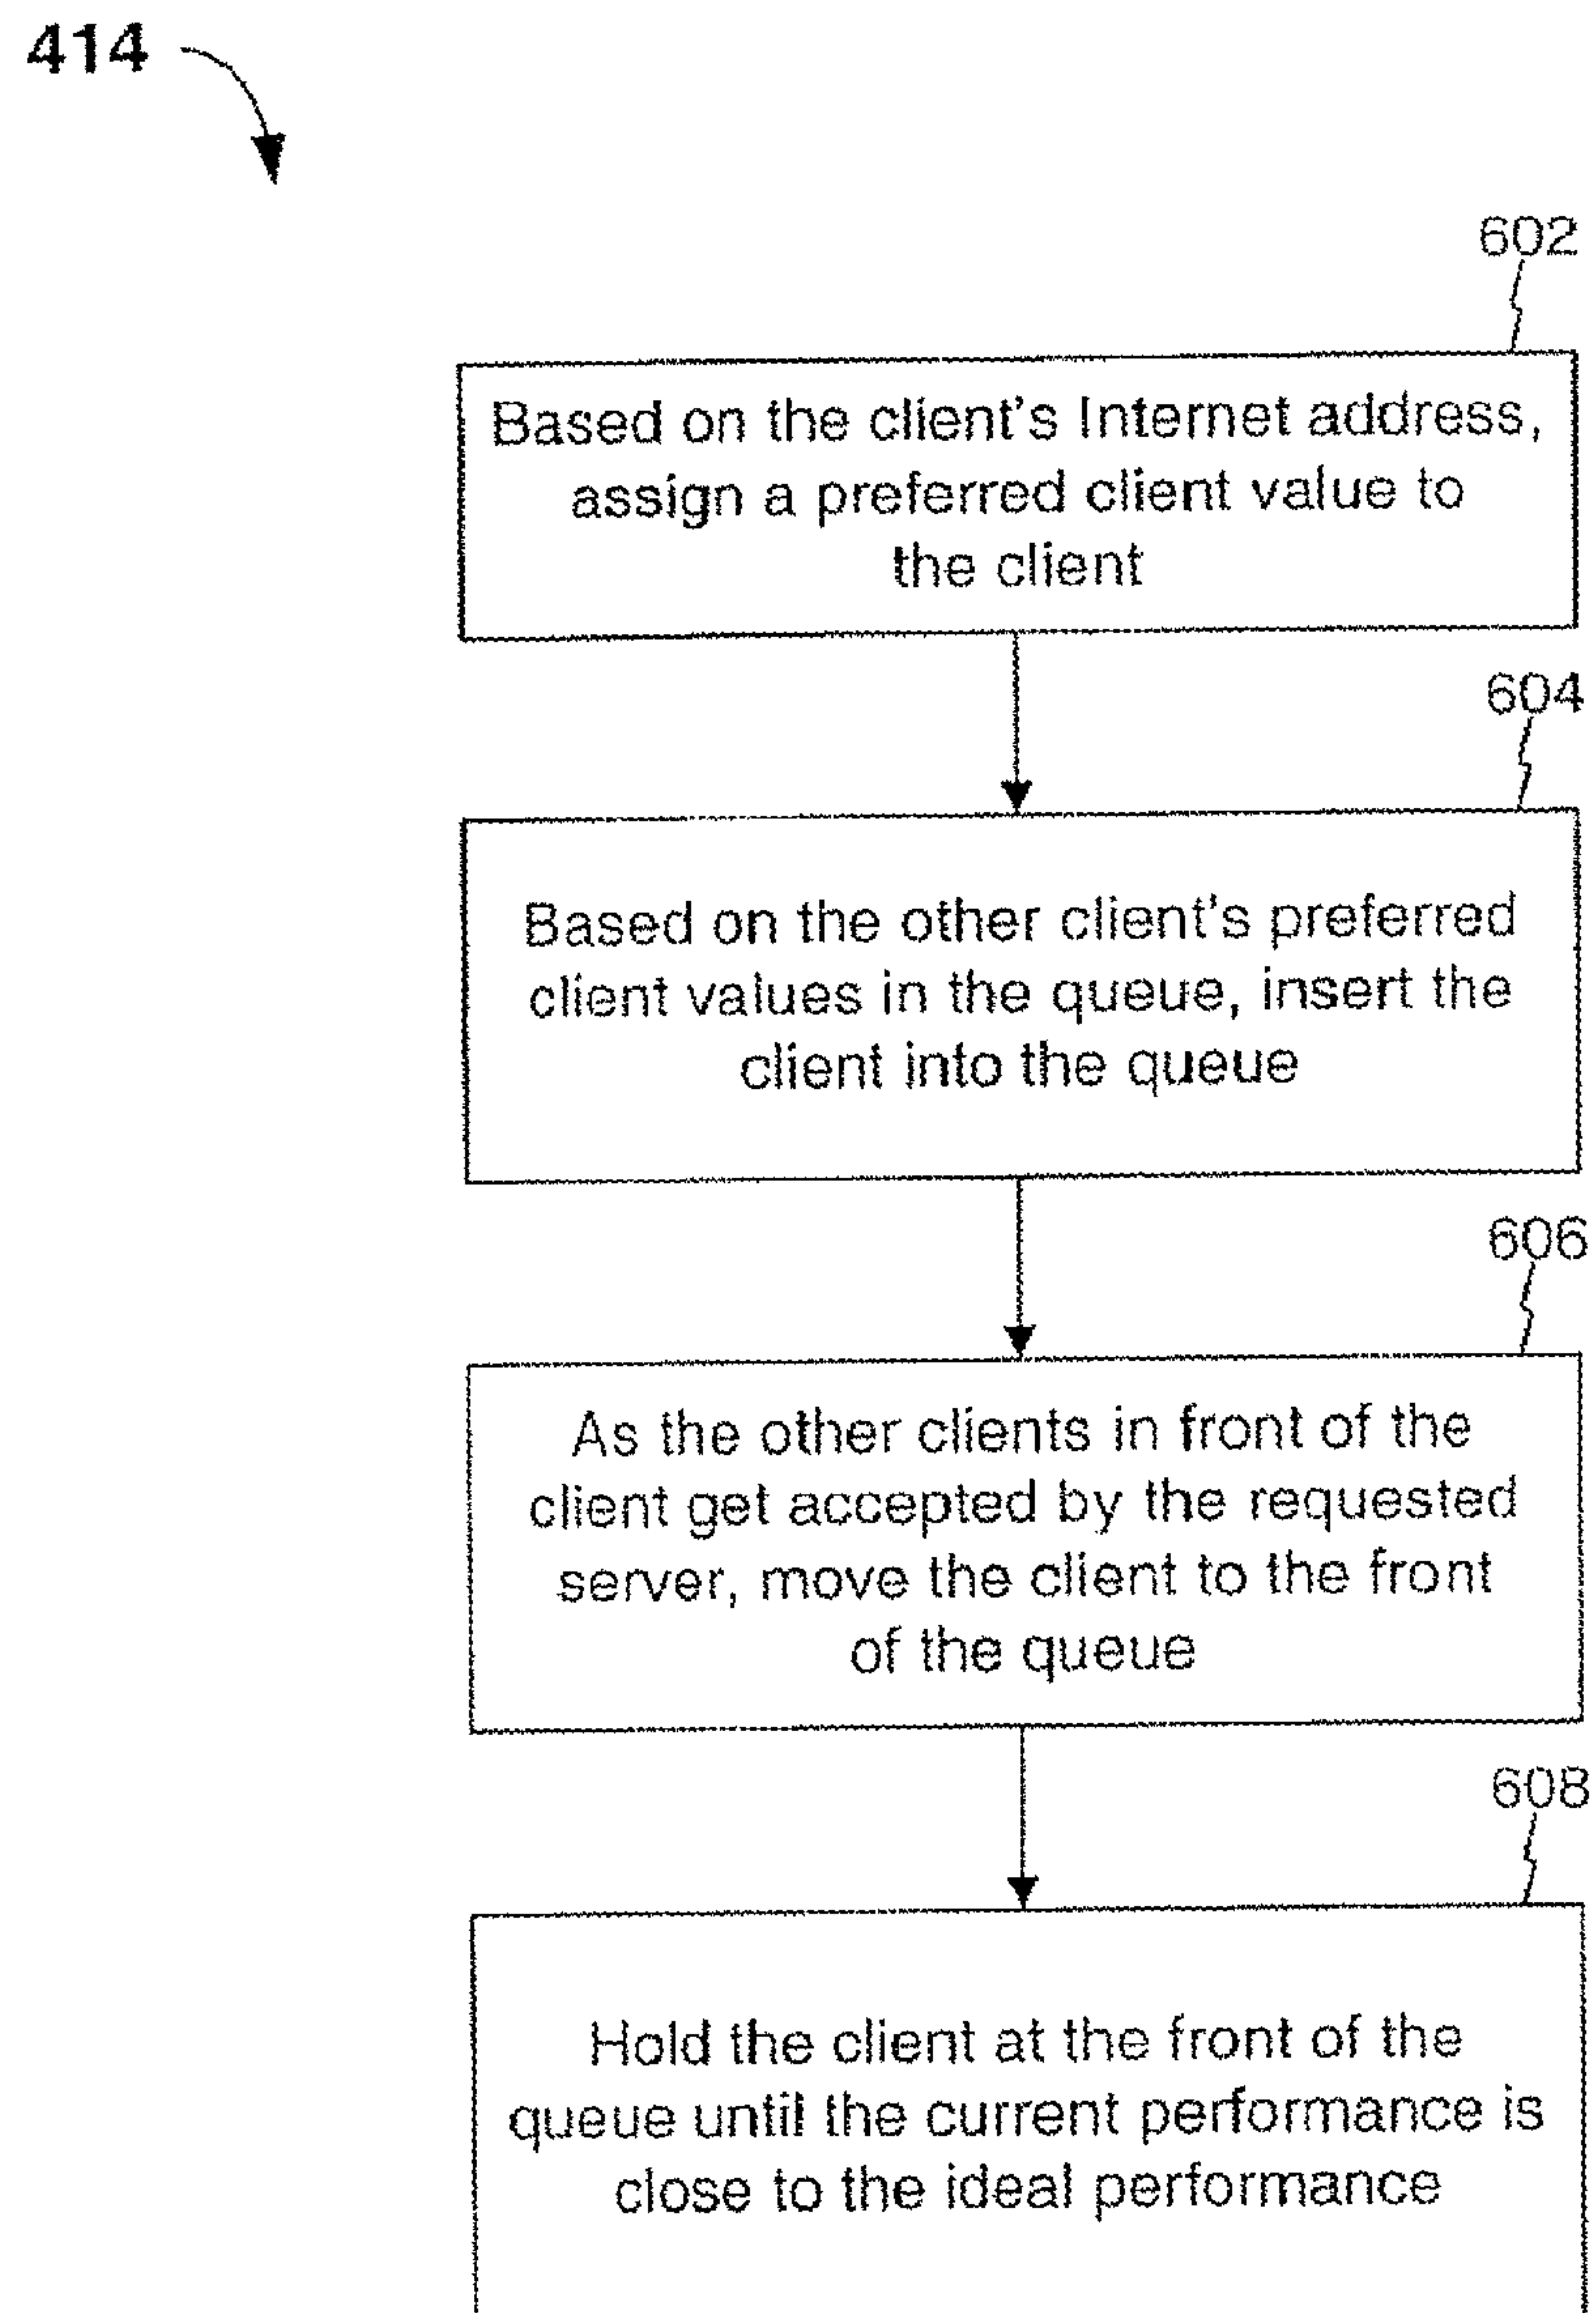 414
602
Based on the client's Internet address,
assign a preferred client value to
the client
604
Based on the other client's preferred
client values in the queue, insert the
client into the queue
606
As the other clients in front of the
client get accepted by the requested
server, move the client to the front
of the queue
608
Hold the client at the front of the
queue until the current performance is
close to the ideal performance